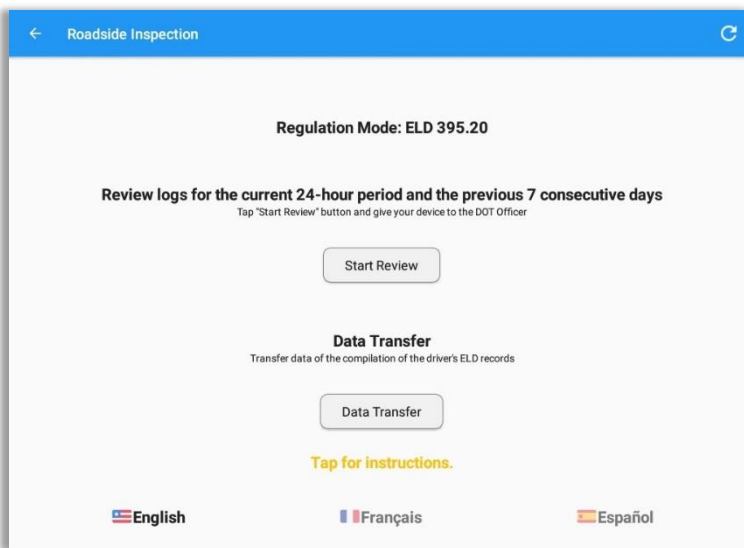 Roadside Inspection
Regulation Mode: ELD 395.20
Review logs for the current 24-hour period and the previous 7 consecutive days
Tap "Start Review" button and give your device to the DOT Officer
Start Review
Data Transfer
Transfer data of the compilation of the driver's ELD records
Data Transfer
Tap for instructions.
English Français Español